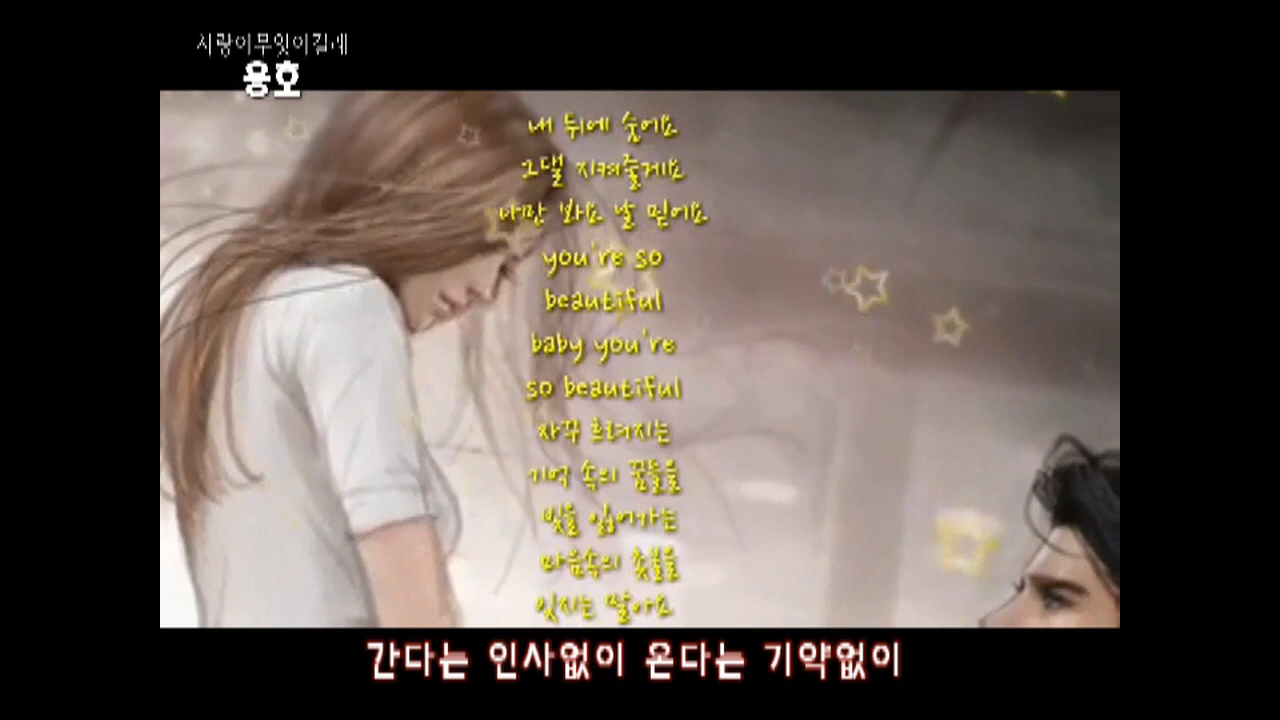 사랑이무엇이길래
용호
내 뒤에 숨어요
그댈 지켜줄게요
나만 봐요 날 믿어요
you're so
beautiful
baby you're
so beautiful
자꾸 흐려지는
기억 속의 꿈들을
빛을 잃어가는
마음속의 촛불을
잊지는 말아요
간다는 인사없이 온다는 기약없이